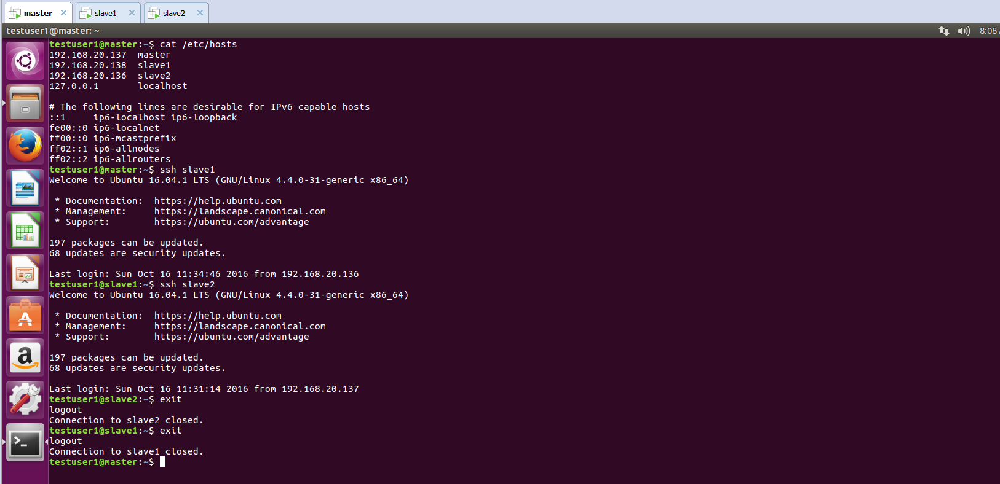 master slave1 slave2
testuser1@master: ~ 8:08
testuser1@master:~$ cat /etc/hosts
192.168.20.137  master
192.168.20.138  slave1
192.168.20.136  slave2
127.0.0.1       localhost
# The following lines are desirable for IPv6 capable hosts
::1     ip6-localhost ip6-loopback
fe00::0 ip6-localnet
ff00::0 ip6-mcastprefix
ff02::1 ip6-allnodes
ff02::2 ip6-allrouters
testuser1@master:~$ ssh slave1
Welcome to Ubuntu 16.04.1 LTS (GNU/Linux 4.4.0-31-generic x86_64)
* Documentation:  https://help.ubuntu.com
* Management:     https://landscape.canonical.com
* Support:        https://ubuntu.com/advantage
197 packages can be updated.
68 updates are security updates.
Last login: Sun Oct 16 11:34:46 2016 from 192.168.20.136
testuser1@slave1:~$ ssh slave2
Welcome to Ubuntu 16.04.1 LTS (GNU/Linux 4.4.0-31-generic x86_64)
* Documentation:  https://help.ubuntu.com
* Management:     https://landscape.canonical.com
* Support:        https://ubuntu.com/advantage
197 packages can be updated.
68 updates are security updates.
Last login: Sun Oct 16 11:31:14 2016 from 192.168.20.137
testuser1@slave2:~$ exit
logout
Connection to slave2 closed.
testuser1@slave1:~$ exit
logout
Connection to slave1 closed.
testuser1@master:~$